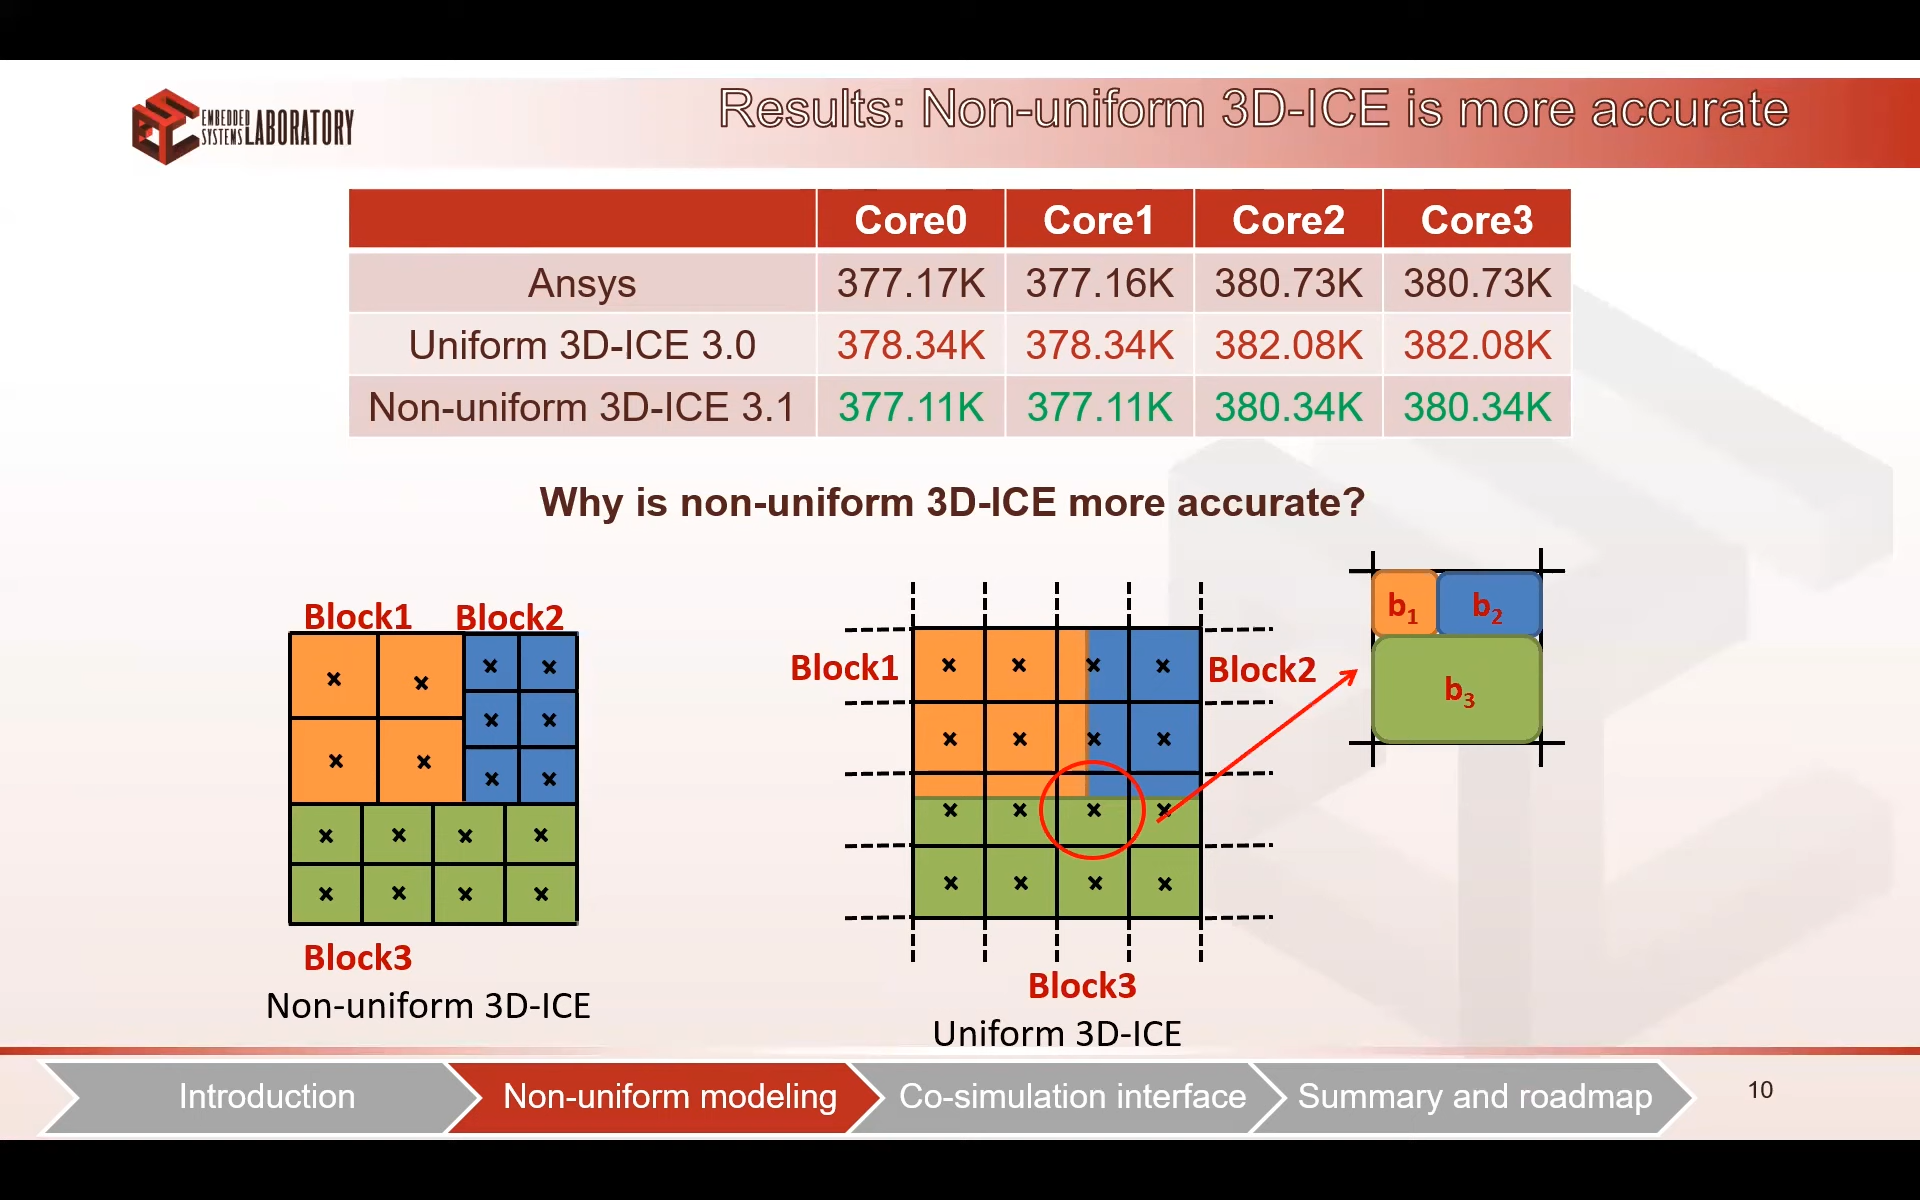 EMBEDDED
SYSTEMS LABORATORY
Results: Non-uniform 3D-ICE is more accurate
Core0 Core1 Core2 Core3
Ansys 377.17K 377.16K 380.73K 380.73K
Uniform 3D-ICE 3.0 378.34K 378.34K 382.08K 382.08K
Non-uniform 3D-ICE 3.1 377.11K 377.11K 380.34K 380.34K
Why is non-uniform 3D-ICE more accurate?
Block1 Block2
Block3
Non-uniform 3D-ICE
Block1 Block2
Block3
Uniform 3D-ICE
b1 b2
b3
Introduction Non-uniform modeling Co-simulation interface Summary and roadmap 10